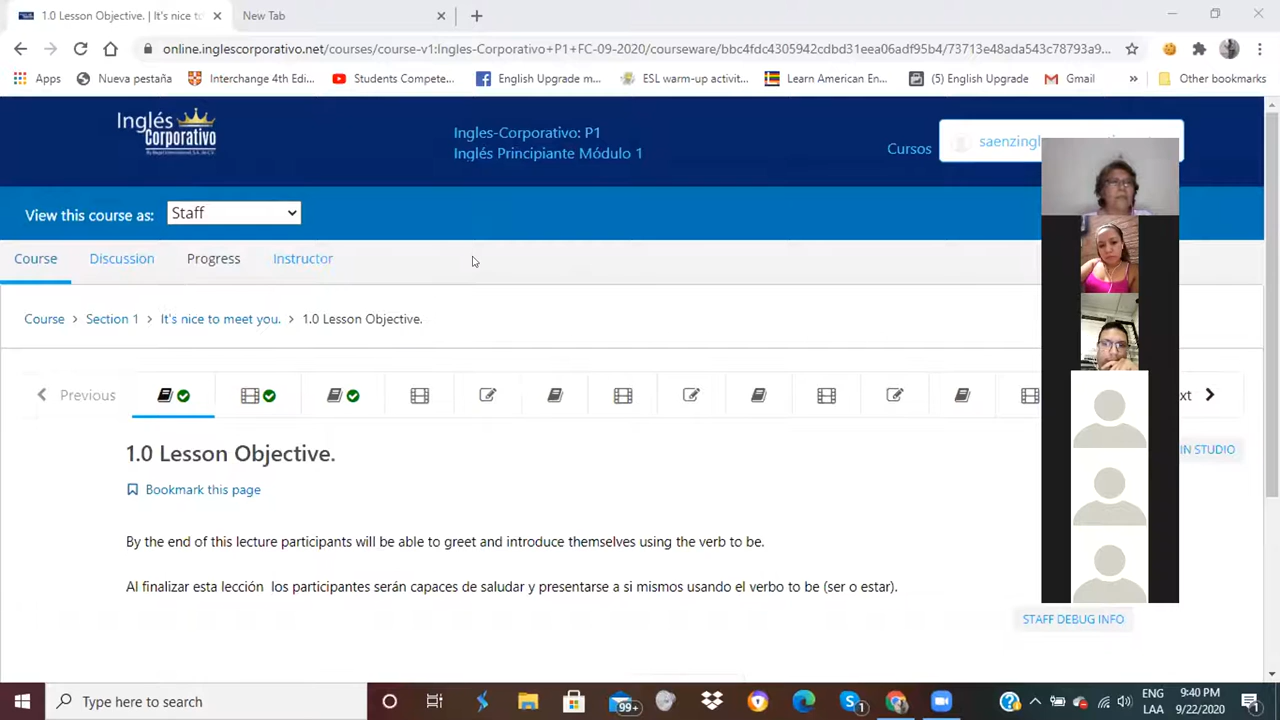 1.0 Lesson Objective. | It's nice to
New Tab
online.inglescorporativo.net/courses/course-v1:Ingles-Corporativo+P1+FC-09-2020/courseware/bbc4fdc4305942cdbd31eea06adf95b4/73713e48ada543c78793a9...
Apps
Nueva pestaña
Interchange 4th Edi...
Students Compete...
English Upgrade m...
ESL warm-up activit...
Learn American En...
(5) English Upgrade
Gmail
»
Other bookmarks
Inglés
Corporativo
Ingles-Corporativo: P1
Inglés Principiante Módulo 1
Cursos
saenzingl
View this course as:
Staff
Course
Discussion
Progress
Instructor
Course > Section 1 > It's nice to meet you. > 1.0 Lesson Objective.
Previous
xt
1.0 Lesson Objective.
IN STUDIO
Bookmark this page
By the end of this lecture participants will be able to greet and introduce themselves using the verb to be.
Al finalizar esta lección los participantes serán capaces de saludar y presentarse a si mismos usando el verbo to be (ser o estar).
STAFF DEBUG INFO
Type here to search
99+
1
ENG
LAA
9:40 PM
9/22/2020
1